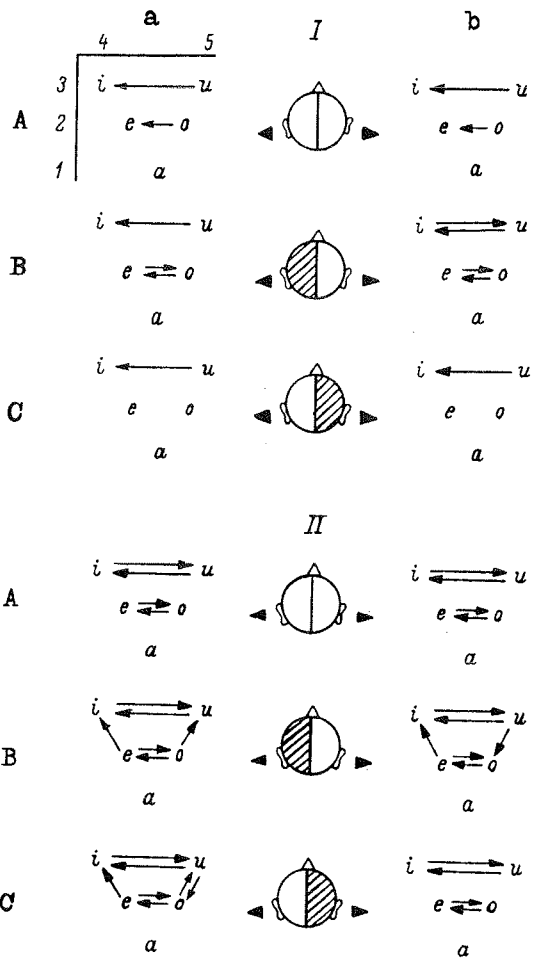 a I b
4 5
3 i u i u
A 2 e o e o
1 a a
i u i u
B e o e o
a a
i u i u
C e o e o
a a
II
i u i u
A e o e o
a a
i u i u
B e o e o
a a
i u i u
C e o e o
a a